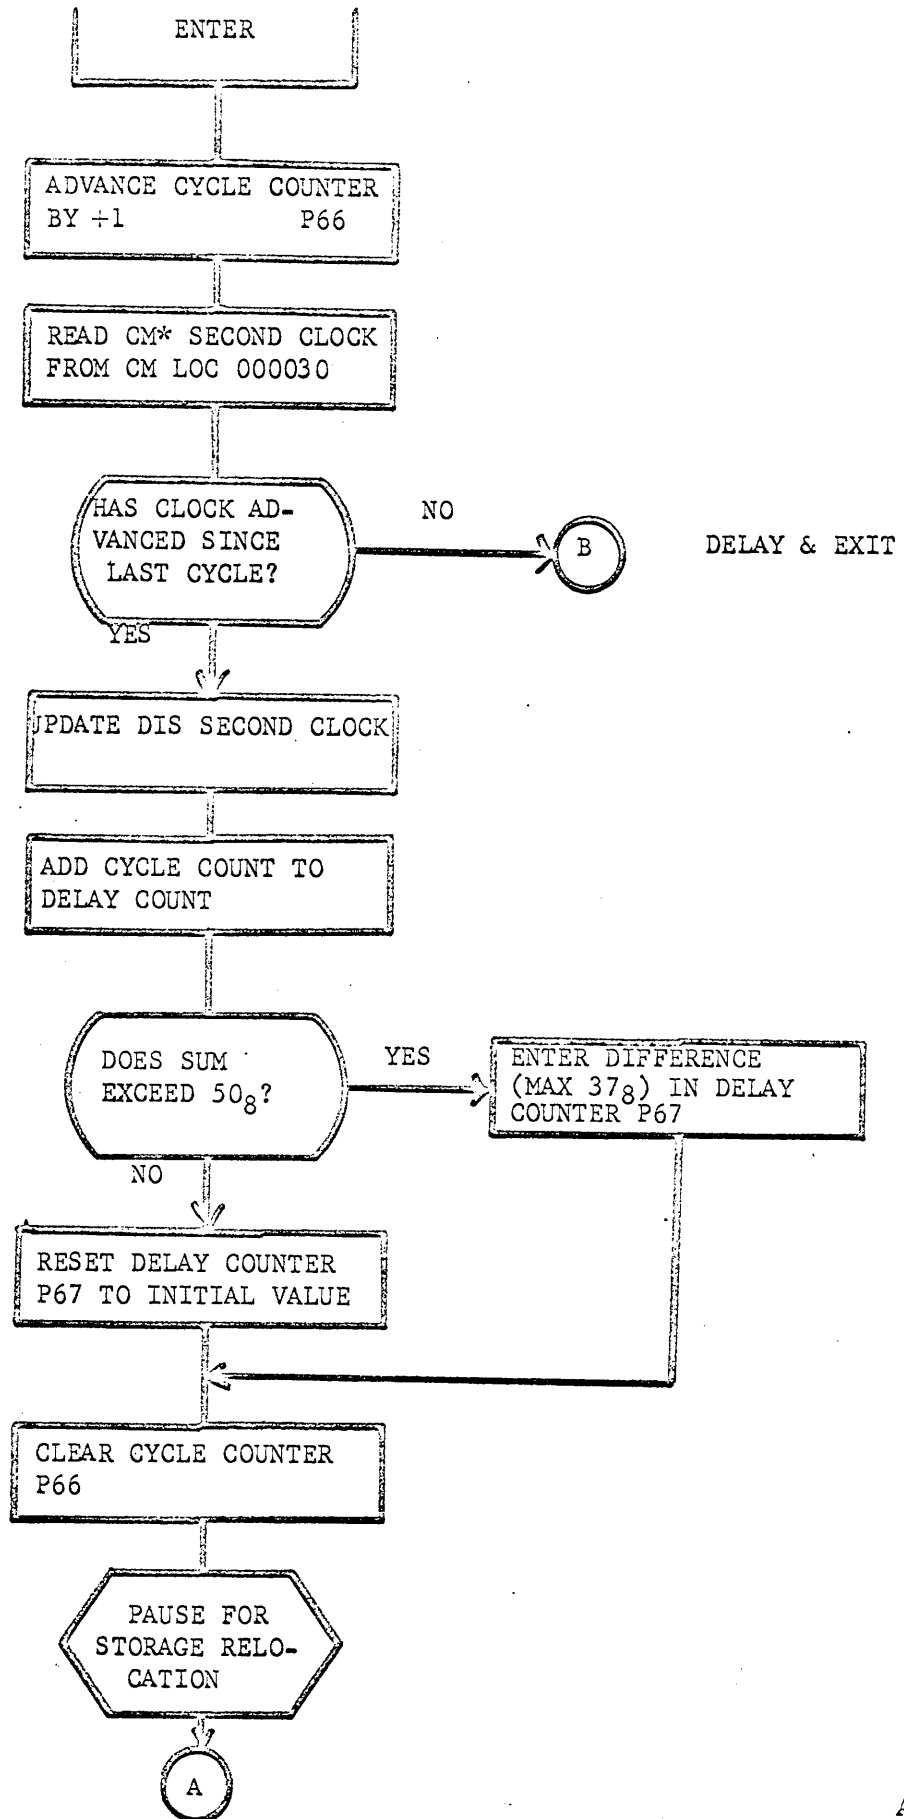 ENTER
ADVANCE CYCLE COUNTER
BY +1 P66
READ CM* SECOND CLOCK
FROM CM LOC 000030
HAS CLOCK AD-
VANCED SINCE
LAST CYCLE?
NO
B
DELAY & EXIT
YES
UPDATE DIS SECOND CLOCK
ADD CYCLE COUNT TO
DELAY COUNT
DOES SUM
EXCEED 50₈?
YES
ENTER DIFFERENCE
(MAX 37₈) IN DELAY
COUNTER P67
NO
RESET DELAY COUNTER
P67 TO INITIAL VALUE
CLEAR CYCLE COUNTER
P66
PAUSE FOR
STORAGE RELO-
CATION
A